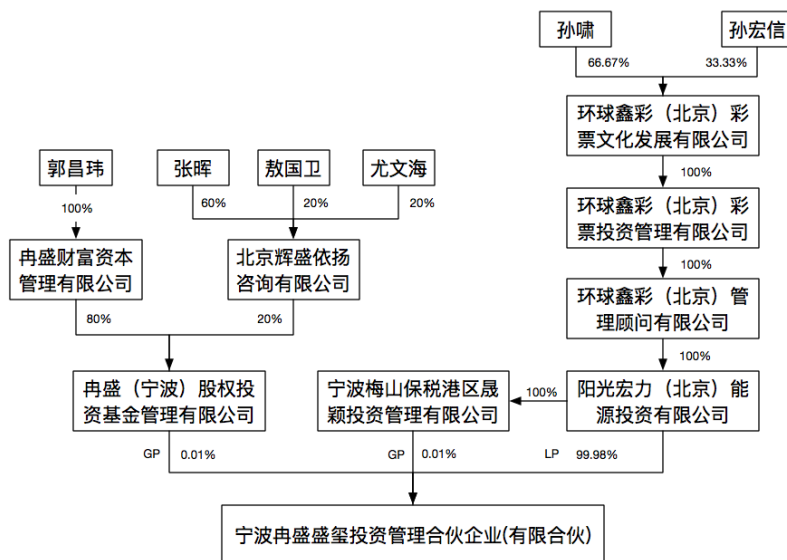 孙啸
孙宏信
66.67%
33.33%
环球鑫彩（北京）彩
票文化发展有限公司
100%
郭昌玮
张晖
敖国卫
尤文海
100%
60%
20%
20%
环球鑫彩（北京）彩
票投资管理有限公司
100%
冉盛财富资本
管理有限公司
北京辉盛依扬
咨询有限公司
环球鑫彩（北京）管
理顾问有限公司
80%
20%
100%
冉盛（宁波）股权投
资基金管理有限公司
宁波梅山保税港区晟
颖投资管理有限公司
100%
阳光宏力（北京）能
源投资有限公司
GP 0.01%
GP 0.01%
LP 99.98%
宁波冉盛盛玺投资管理合伙企业(有限合伙)